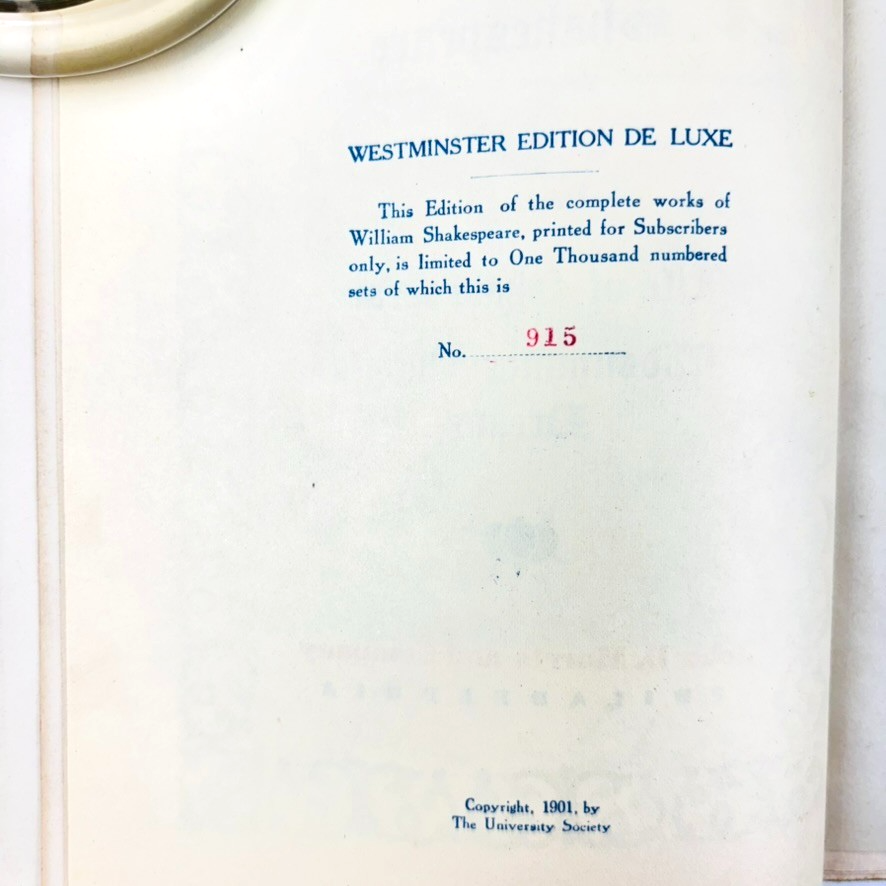 WESTMINSTER EDITION DE LUXE
This Edition of the complete works of
William Shakespeare, printed for Subscribers
only, is limited to One Thousand numbered
sets of which this is
No. 915
Copyright, 1901, by
The University Society